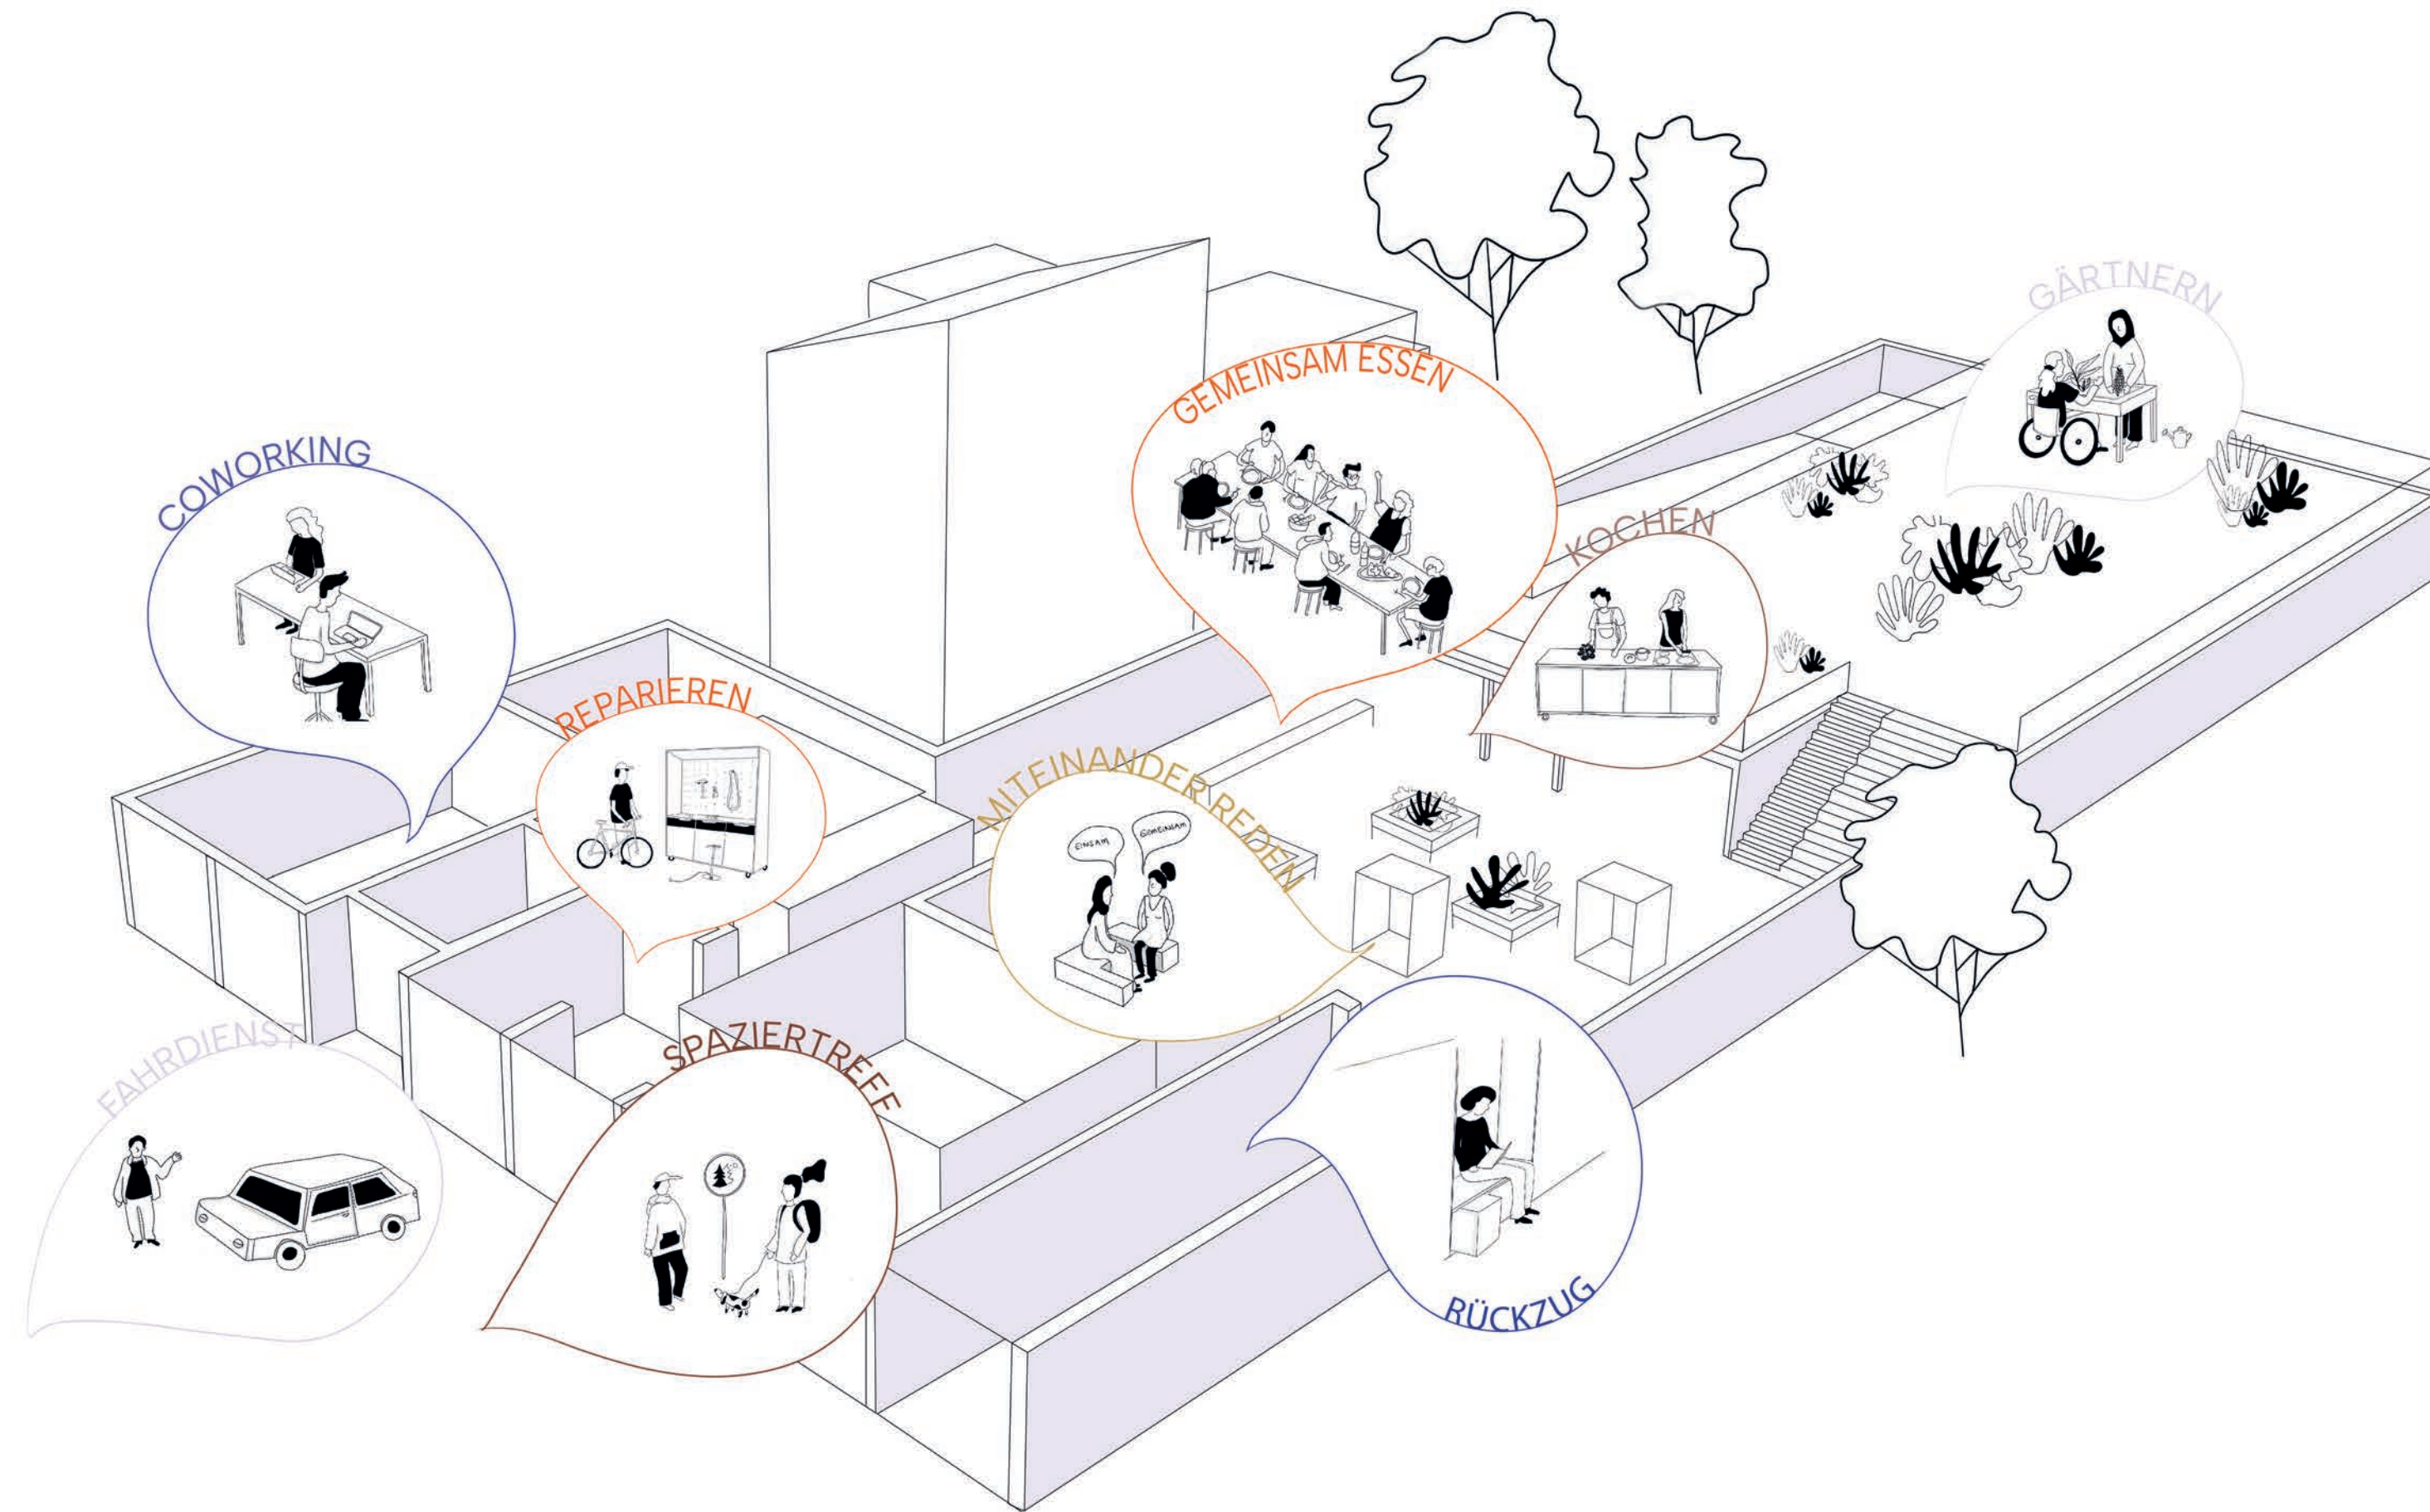 GÄRTNERN
GEMEINSAM ESSEN
COWORKING
KOCHEN
REPARIEREN
MITEINANDER REDEN
EINSAM
GEMEINSAM
FAHRDIENST
SPAZIERTREFF
RÜCKZUG